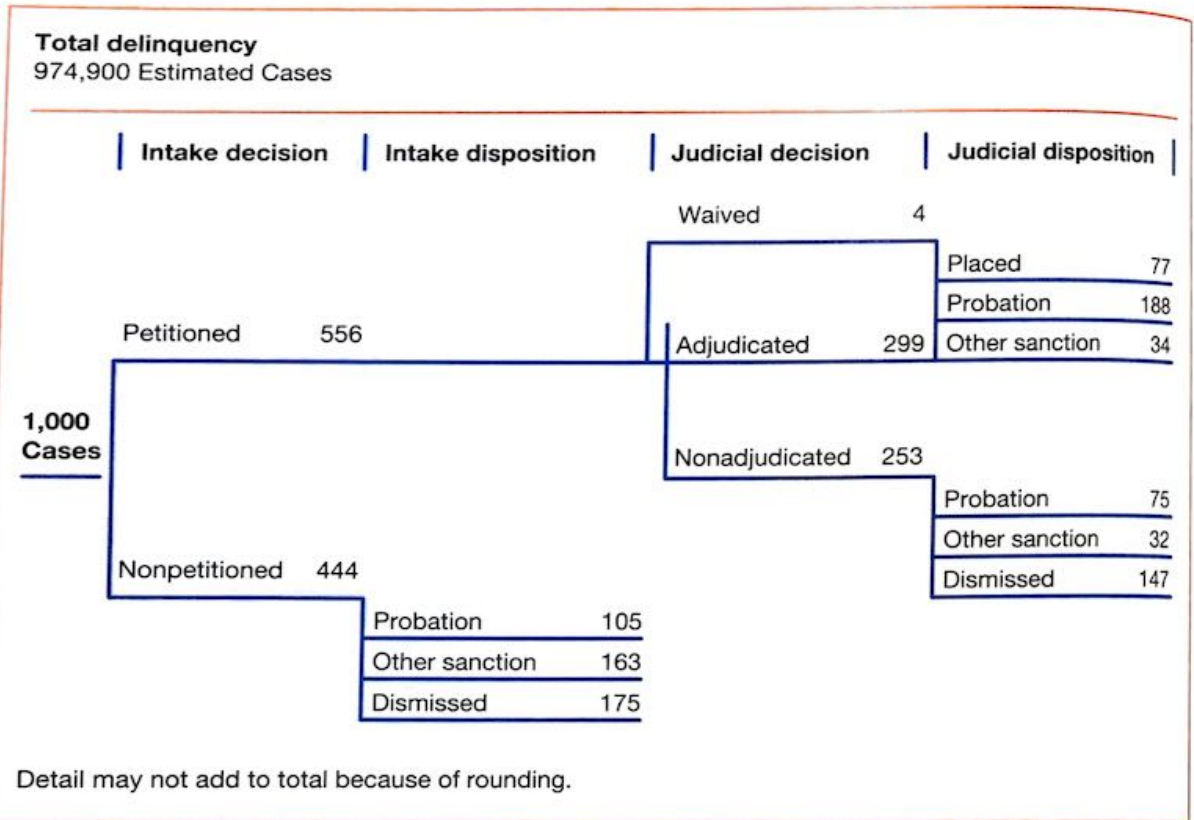 Total delinquency
974,900 Estimated Cases
Intake decision Intake disposition Judicial decision Judicial disposition
Waived 4
Placed 77
Probation 188
Petitioned 556
Adjudicated 299
Other sanction 34
1,000
Cases
Nonadjudicated 253
Probation 75
Other sanction 32
Dismissed 147
Nonpetitioned 444
Probation 105
Other sanction 163
Dismissed 175
Detail may not add to total because of rounding.